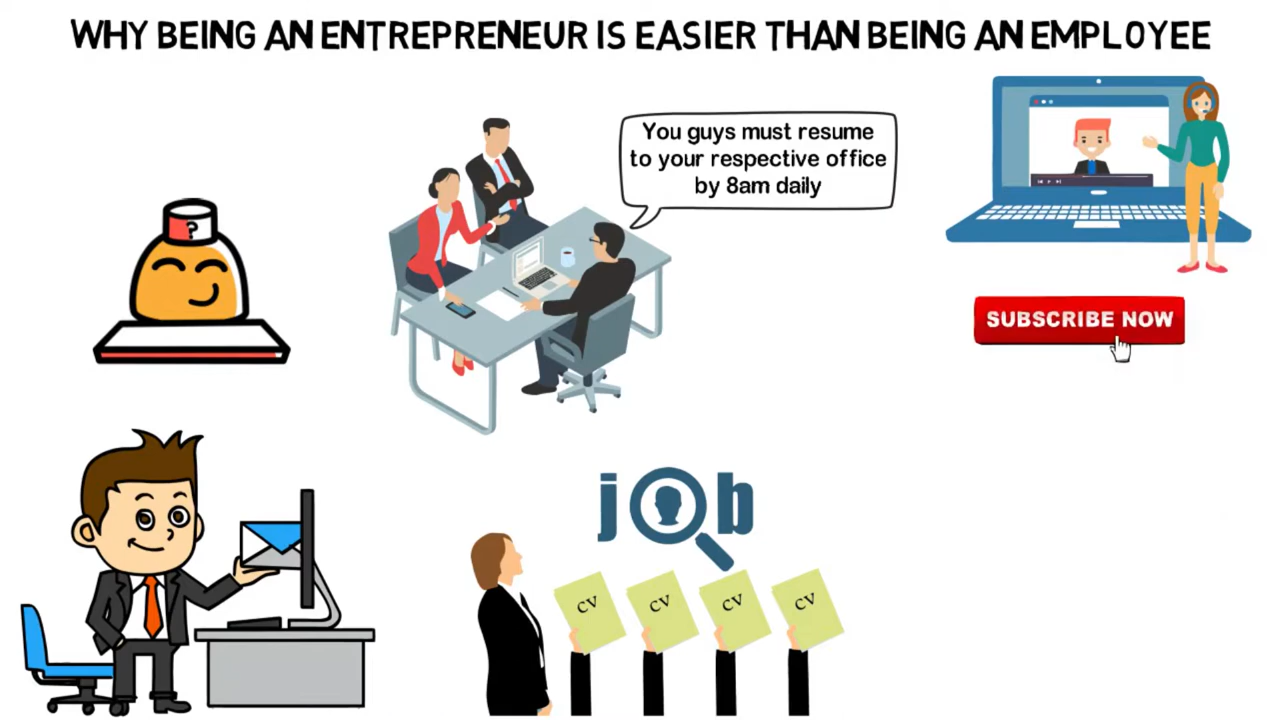 WHY BEING AN ENTREPRENEUR IS EASIER THAN BEING AN EMPLOYEE
You guys must resume
to your respective office
by 8am daily
?
SUBSCRIBE NOW
job
CV CV CV CV